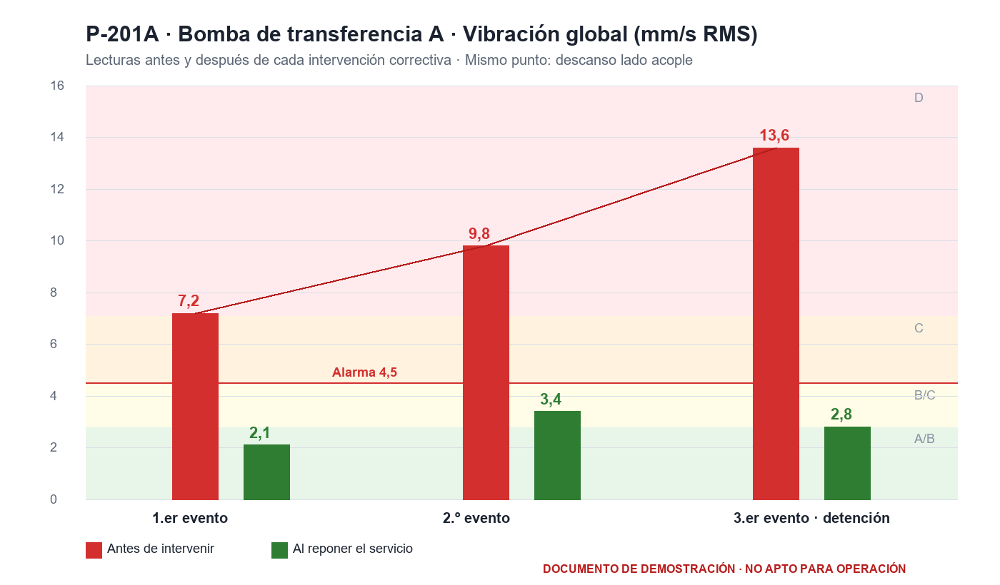 P-201A · Bomba de transferencia A · Vibración global (mm/s RMS)
Lecturas antes y después de cada intervención correctiva · Mismo punto: descanso lado acople
16
D
14
13,6
12
10
9,8
8
7,2
C
6
Alarma 4,5
4
B/C
3,4
2,8
2,1
A/B
2
0
1.er evento
2.º evento
3.er evento · detención
Antes de intervenir
Al reponer el servicio
DOCUMENTO DE DEMOSTRACIÓN · NO APTO PARA OPERACIÓN